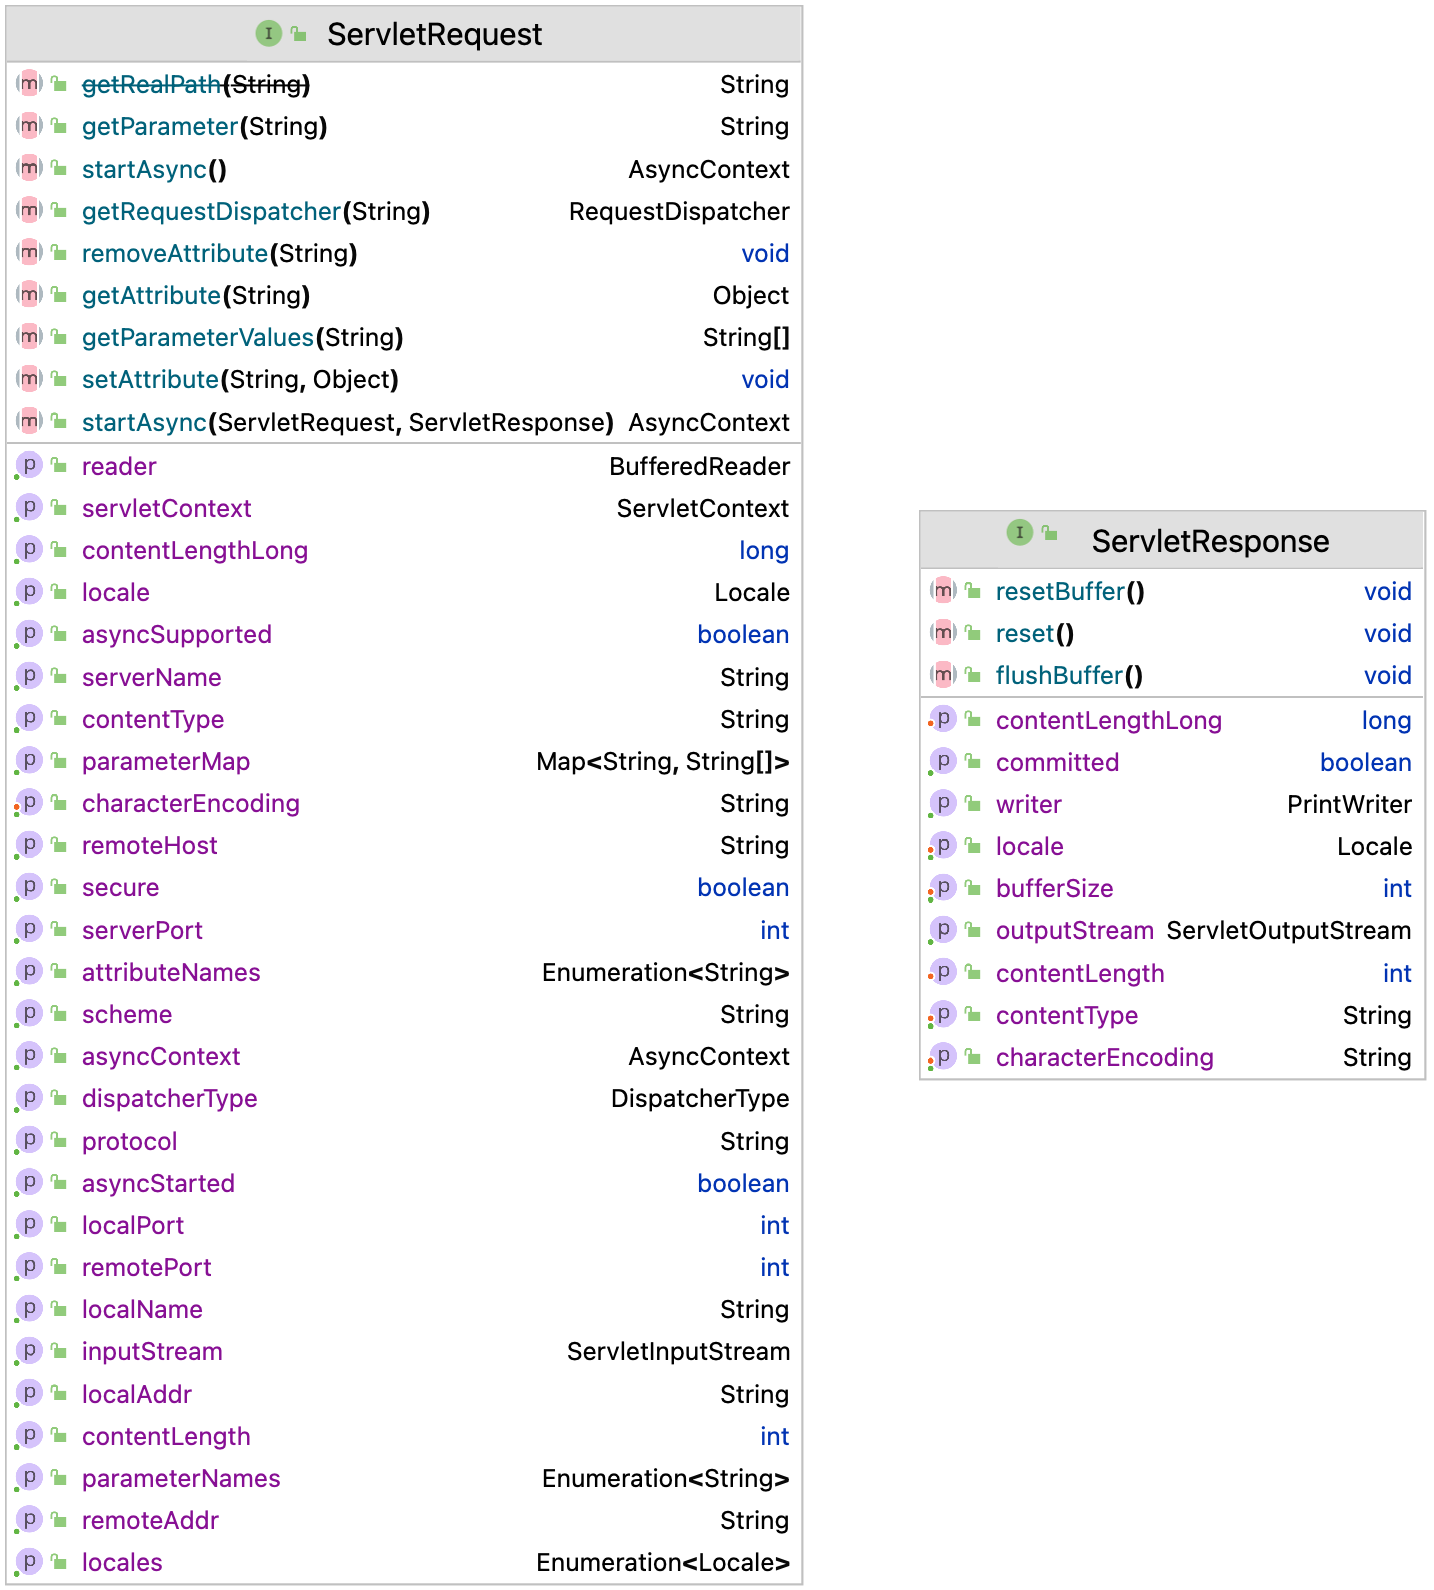 I ServletRequest
m getRealPath(String) String
m getParameter(String) String
m startAsync() AsyncContext
m getRequestDispatcher(String) RequestDispatcher
m removeAttribute(String) void
m getAttribute(String) Object
m getParameterValues(String) String[]
m setAttribute(String, Object) void
m startAsync(ServletRequest, ServletResponse) AsyncContext
p reader BufferedReader
p servletContext ServletContext
p contentLengthLong long
p locale Locale
p asyncSupported boolean
p serverName String
p contentType String
p parameterMap Map<String, String[]>
p characterEncoding String
p remoteHost String
p secure boolean
p serverPort int
p attributeNames Enumeration<String>
p scheme String
p asyncContext AsyncContext
p dispatcherType DispatcherType
p protocol String
p asyncStarted boolean
p localPort int
p remotePort int
p localName String
p inputStream ServletInputStream
p localAddr String
p contentLength int
p parameterNames Enumeration<String>
p remoteAddr String
p locales Enumeration<Locale>
I ServletResponse
m resetBuffer() void
m reset() void
m flushBuffer() void
p contentLengthLong long
p committed boolean
p writer PrintWriter
p locale Locale
p bufferSize int
p outputStream ServletOutputStream
p contentLength int
p contentType String
p characterEncoding String